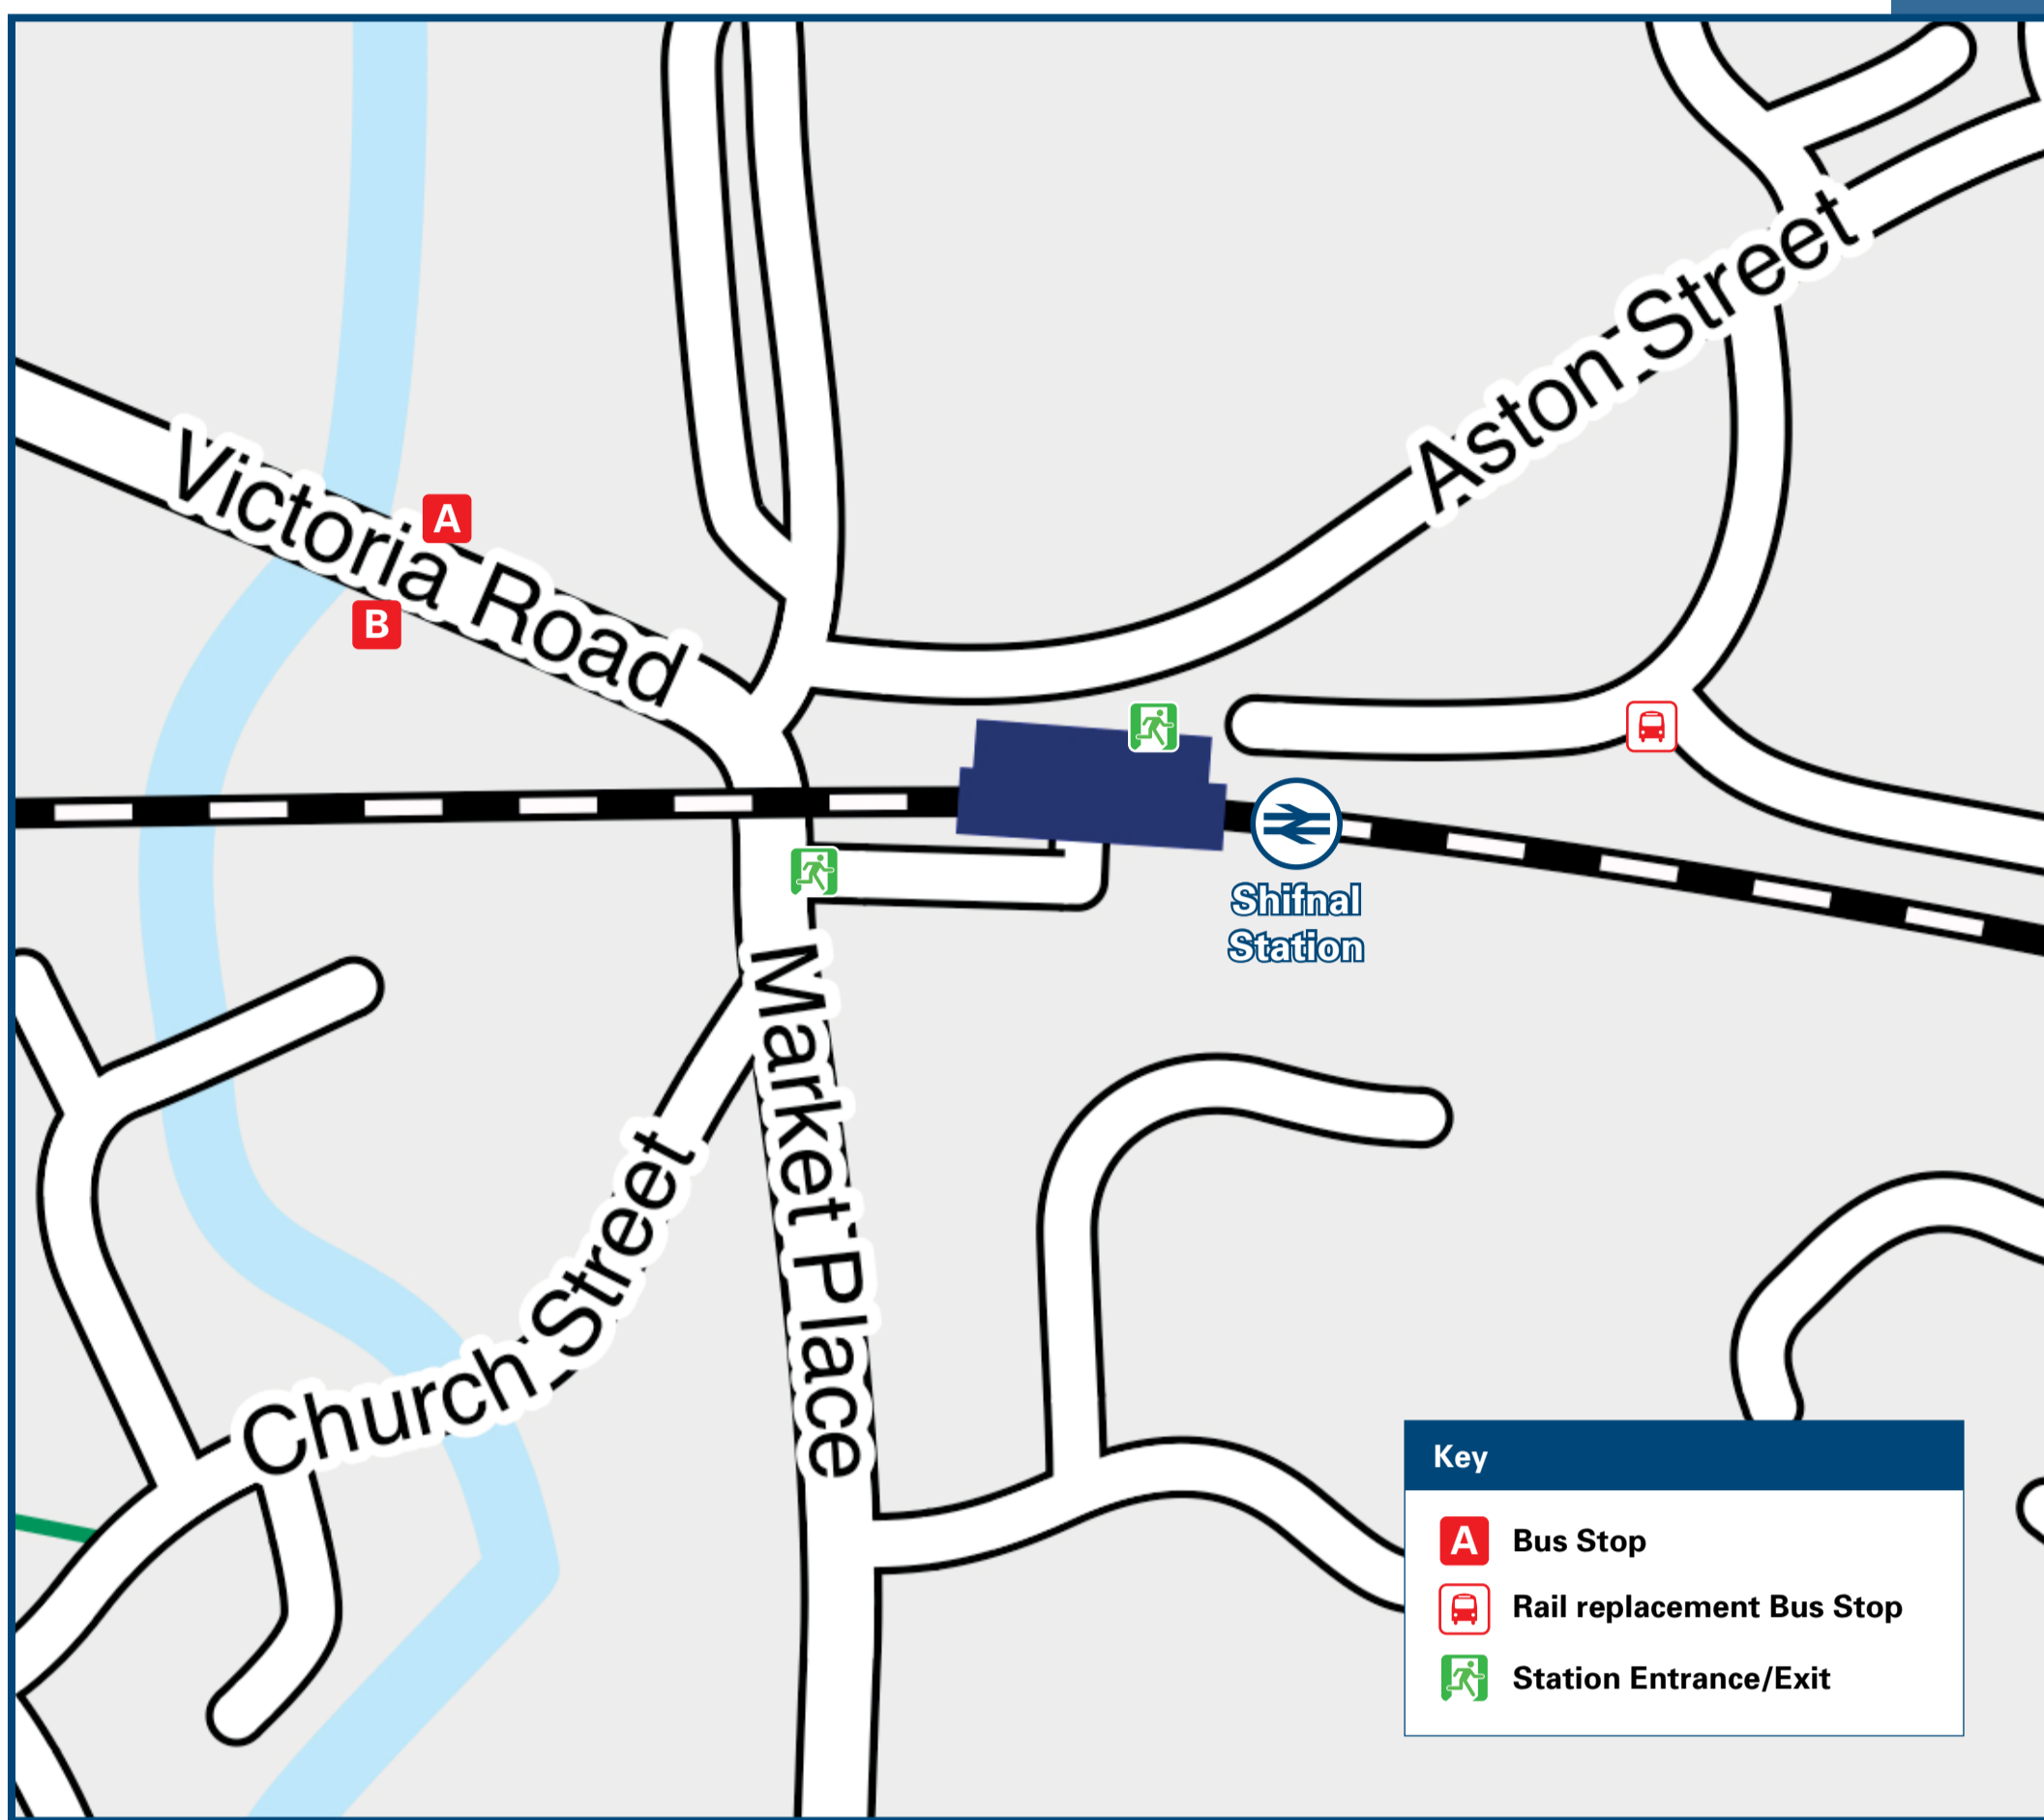 Aston Street
Victoria Road
A
B
Shifnal
Station
Market Place
Church Street
Key
A Bus Stop
Rail replacement Bus Stop
Station Entrance/Exit